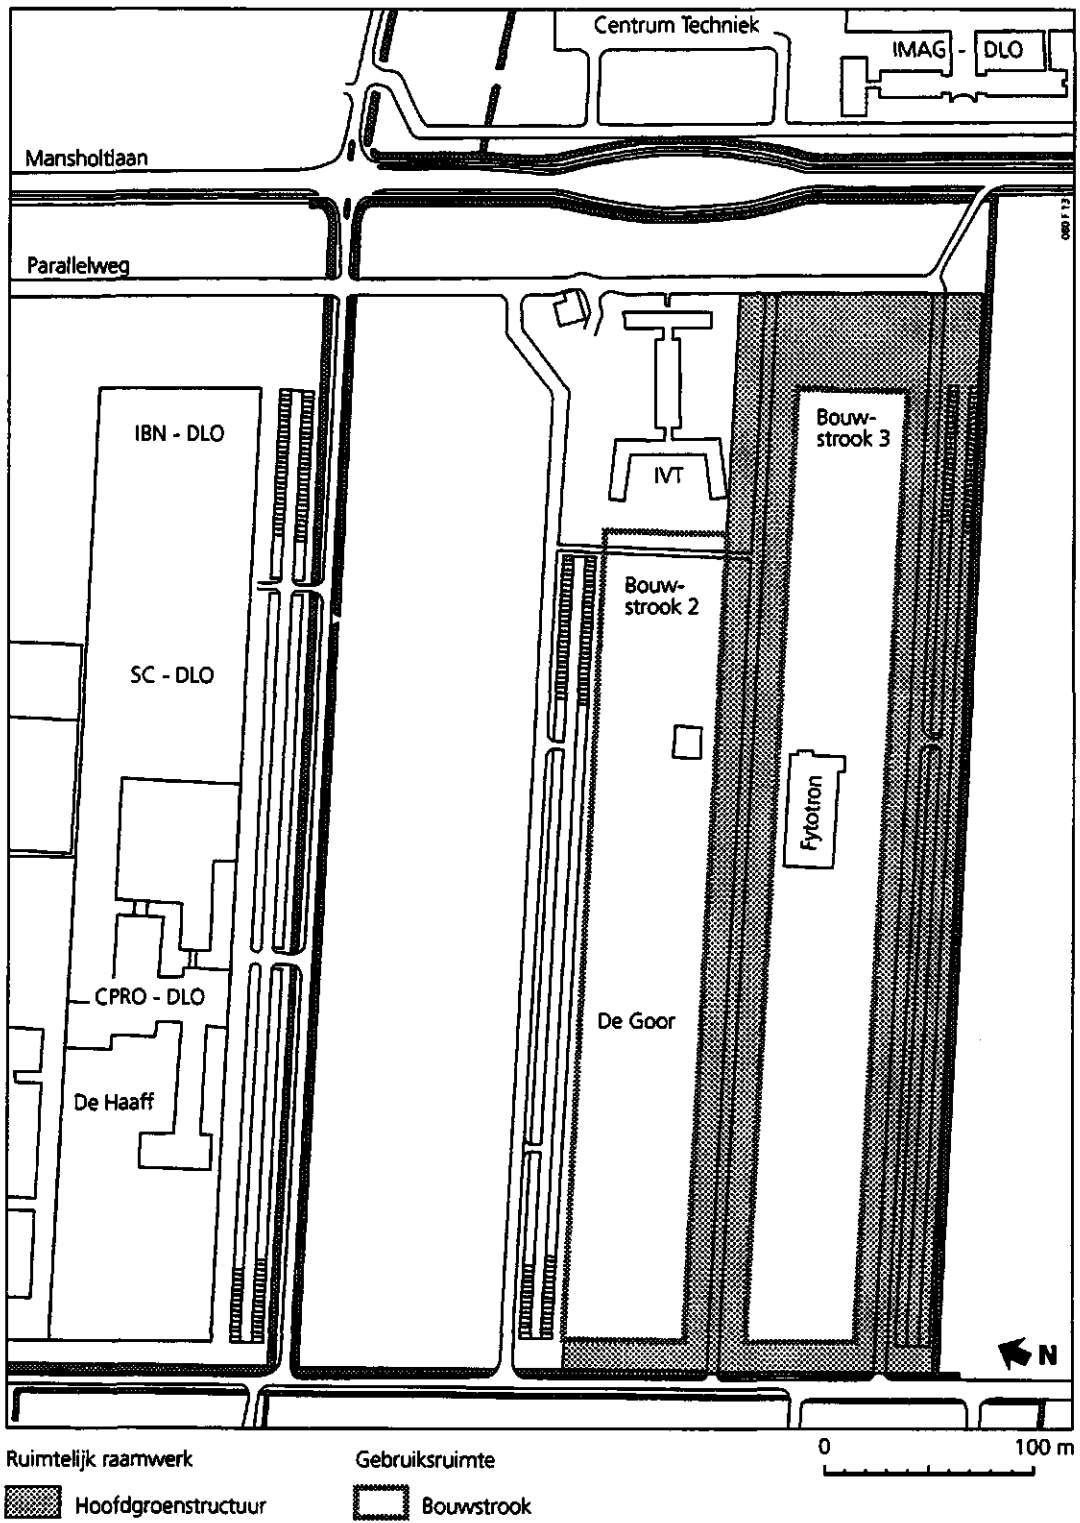 Centrum Techniek
IMAG - DLO
Mansholtlaan
Parallelweg
IBN - DLO
Bouw-
strook 3
IVT
Bouw-
strook 2
SC - DLO
Fytotron
CPRO - DLO
De Goor
De Haaff
N
Ruimtelijk raamwerk
Gebruiksruimte
0
100 m
Hoofdgroenstructuur
Bouwstrook